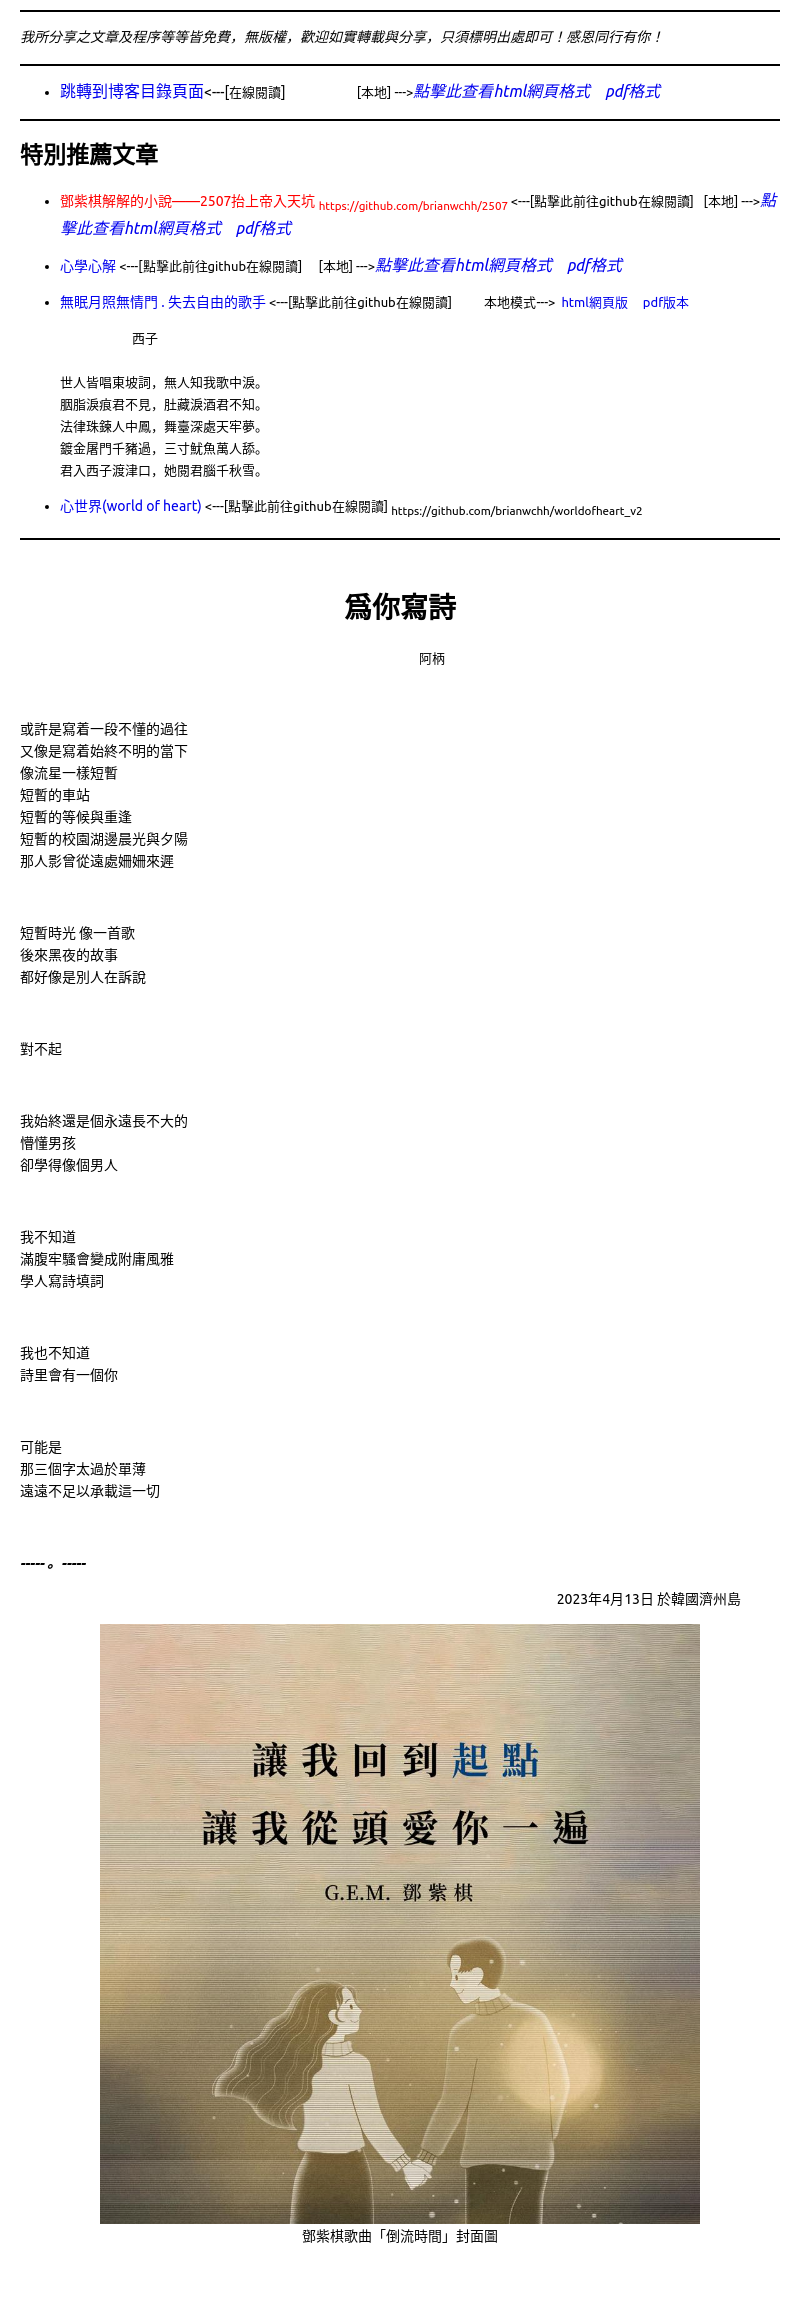 我所分享之文章及程序等等皆免費，無版權，歡迎如實轉載與分享，只須標明出處即可！感恩同行有你！
跳轉到博客目錄頁面<---[在線閱讀] [本地] --->點擊此查看html網頁格式 pdf格式
特別推薦文章
鄧紫棋解解的小說——2507抬上帝入天坑 https://github.com/brianwchh/2507 <---[點擊此前往github在線閱讀] [本地] --->點
擊此查看html網頁格式 pdf格式
心學心解 <---[點擊此前往github在線閱讀] [本地] --->點擊此查看html網頁格式 pdf格式
無眠月照無情門 . 失去自由的歌手 <---[點擊此前往github在線閱讀] 本地模式---> html網頁版 pdf版本
西子
世人皆唱東坡詞，無人知我歌中淚。
胭脂淚痕君不見，肚藏淚酒君不知。
法律珠鍊人中鳳，舞臺深處天牢夢。
鍍金屠門千豬過，三寸魷魚萬人舔。
君入西子渡津口，她閱君腦千秋雪。
心世界(world of heart) <---[點擊此前往github在線閱讀] https://github.com/brianwchh/worldofheart_v2
爲你寫詩
阿柄
或許是寫着一段不懂的過往
又像是寫着始終不明的當下
像流星一樣短暫
短暫的車站
短暫的等候與重逢
短暫的校園湖邊晨光與夕陽
那人影曾從遠處姍姍來遲
短暫時光 像一首歌
後來黑夜的故事
都好像是別人在訴說
對不起
我始終還是個永遠長不大的
懵懂男孩
卻學得像個男人
我不知道
滿腹牢騷會變成附庸風雅
學人寫詩填詞
我也不知道
詩里會有一個你
可能是
那三個字太過於單薄
遠遠不足以承載這一切
-----。-----
2023年4月13日 於韓國濟州島
讓我回到起點
讓我從頭愛你一遍
G.E.M. 鄧紫棋
鄧紫棋歌曲「倒流時間」封面圖